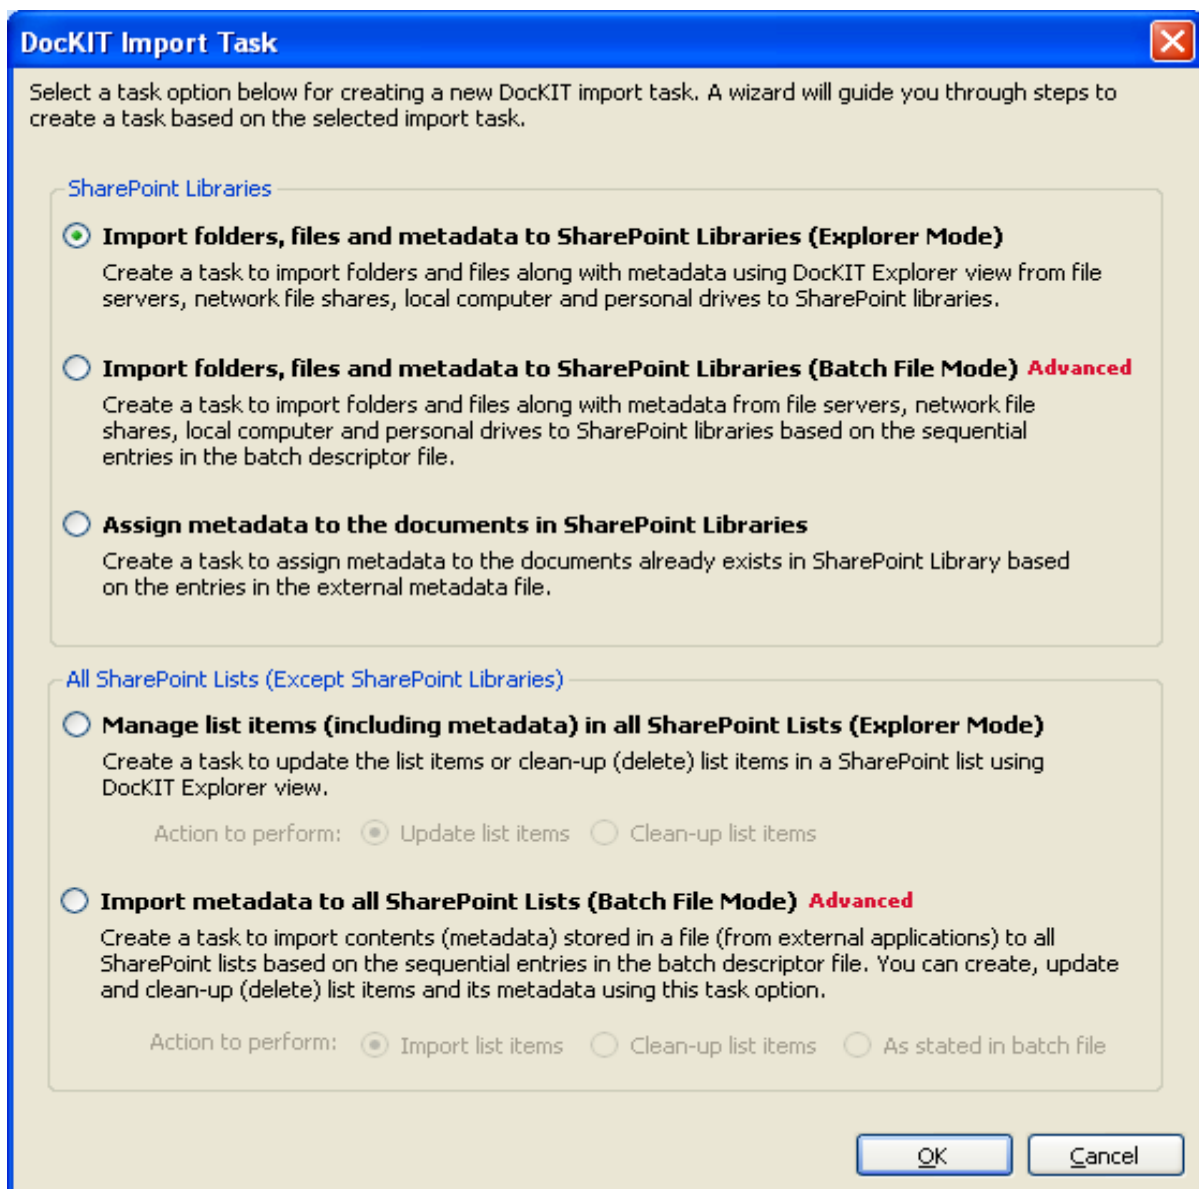 DocKIT Import Task
Select a task option below for creating a new DocKIT import task. A wizard will guide you through steps to
create a task based on the selected import task.
SharePoint Libraries
Import folders, files and metadata to SharePoint Libraries (Explorer Mode)
Create a task to import folders and files along with metadata using DocKIT Explorer view from file
servers, network file shares, local computer and personal drives to SharePoint libraries.
Import folders, files and metadata to SharePoint Libraries (Batch File Mode) Advanced
Create a task to import folders and files along with metadata from file servers, network file
shares, local computer and personal drives to SharePoint libraries based on the sequential
entries in the batch descriptor file.
Assign metadata to the documents in SharePoint Libraries
Create a task to assign metadata to the documents already exists in SharePoint Library based
on the entries in the external metadata file.
All SharePoint Lists (Except SharePoint Libraries)
Manage list items (including metadata) in all SharePoint Lists (Explorer Mode)
Create a task to update the list items or clean-up (delete) list items in a SharePoint list using
DocKIT Explorer view.
Action to perform: Update list items Clean-up list items
Import metadata to all SharePoint Lists (Batch File Mode) Advanced
Create a task to import contents (metadata) stored in a file (from external applications) to all
SharePoint lists based on the sequential entries in the batch descriptor file. You can create, update
and clean-up (delete) list items and its metadata using this task option.
Action to perform: Import list items Clean-up list items As stated in batch file
OK Cancel